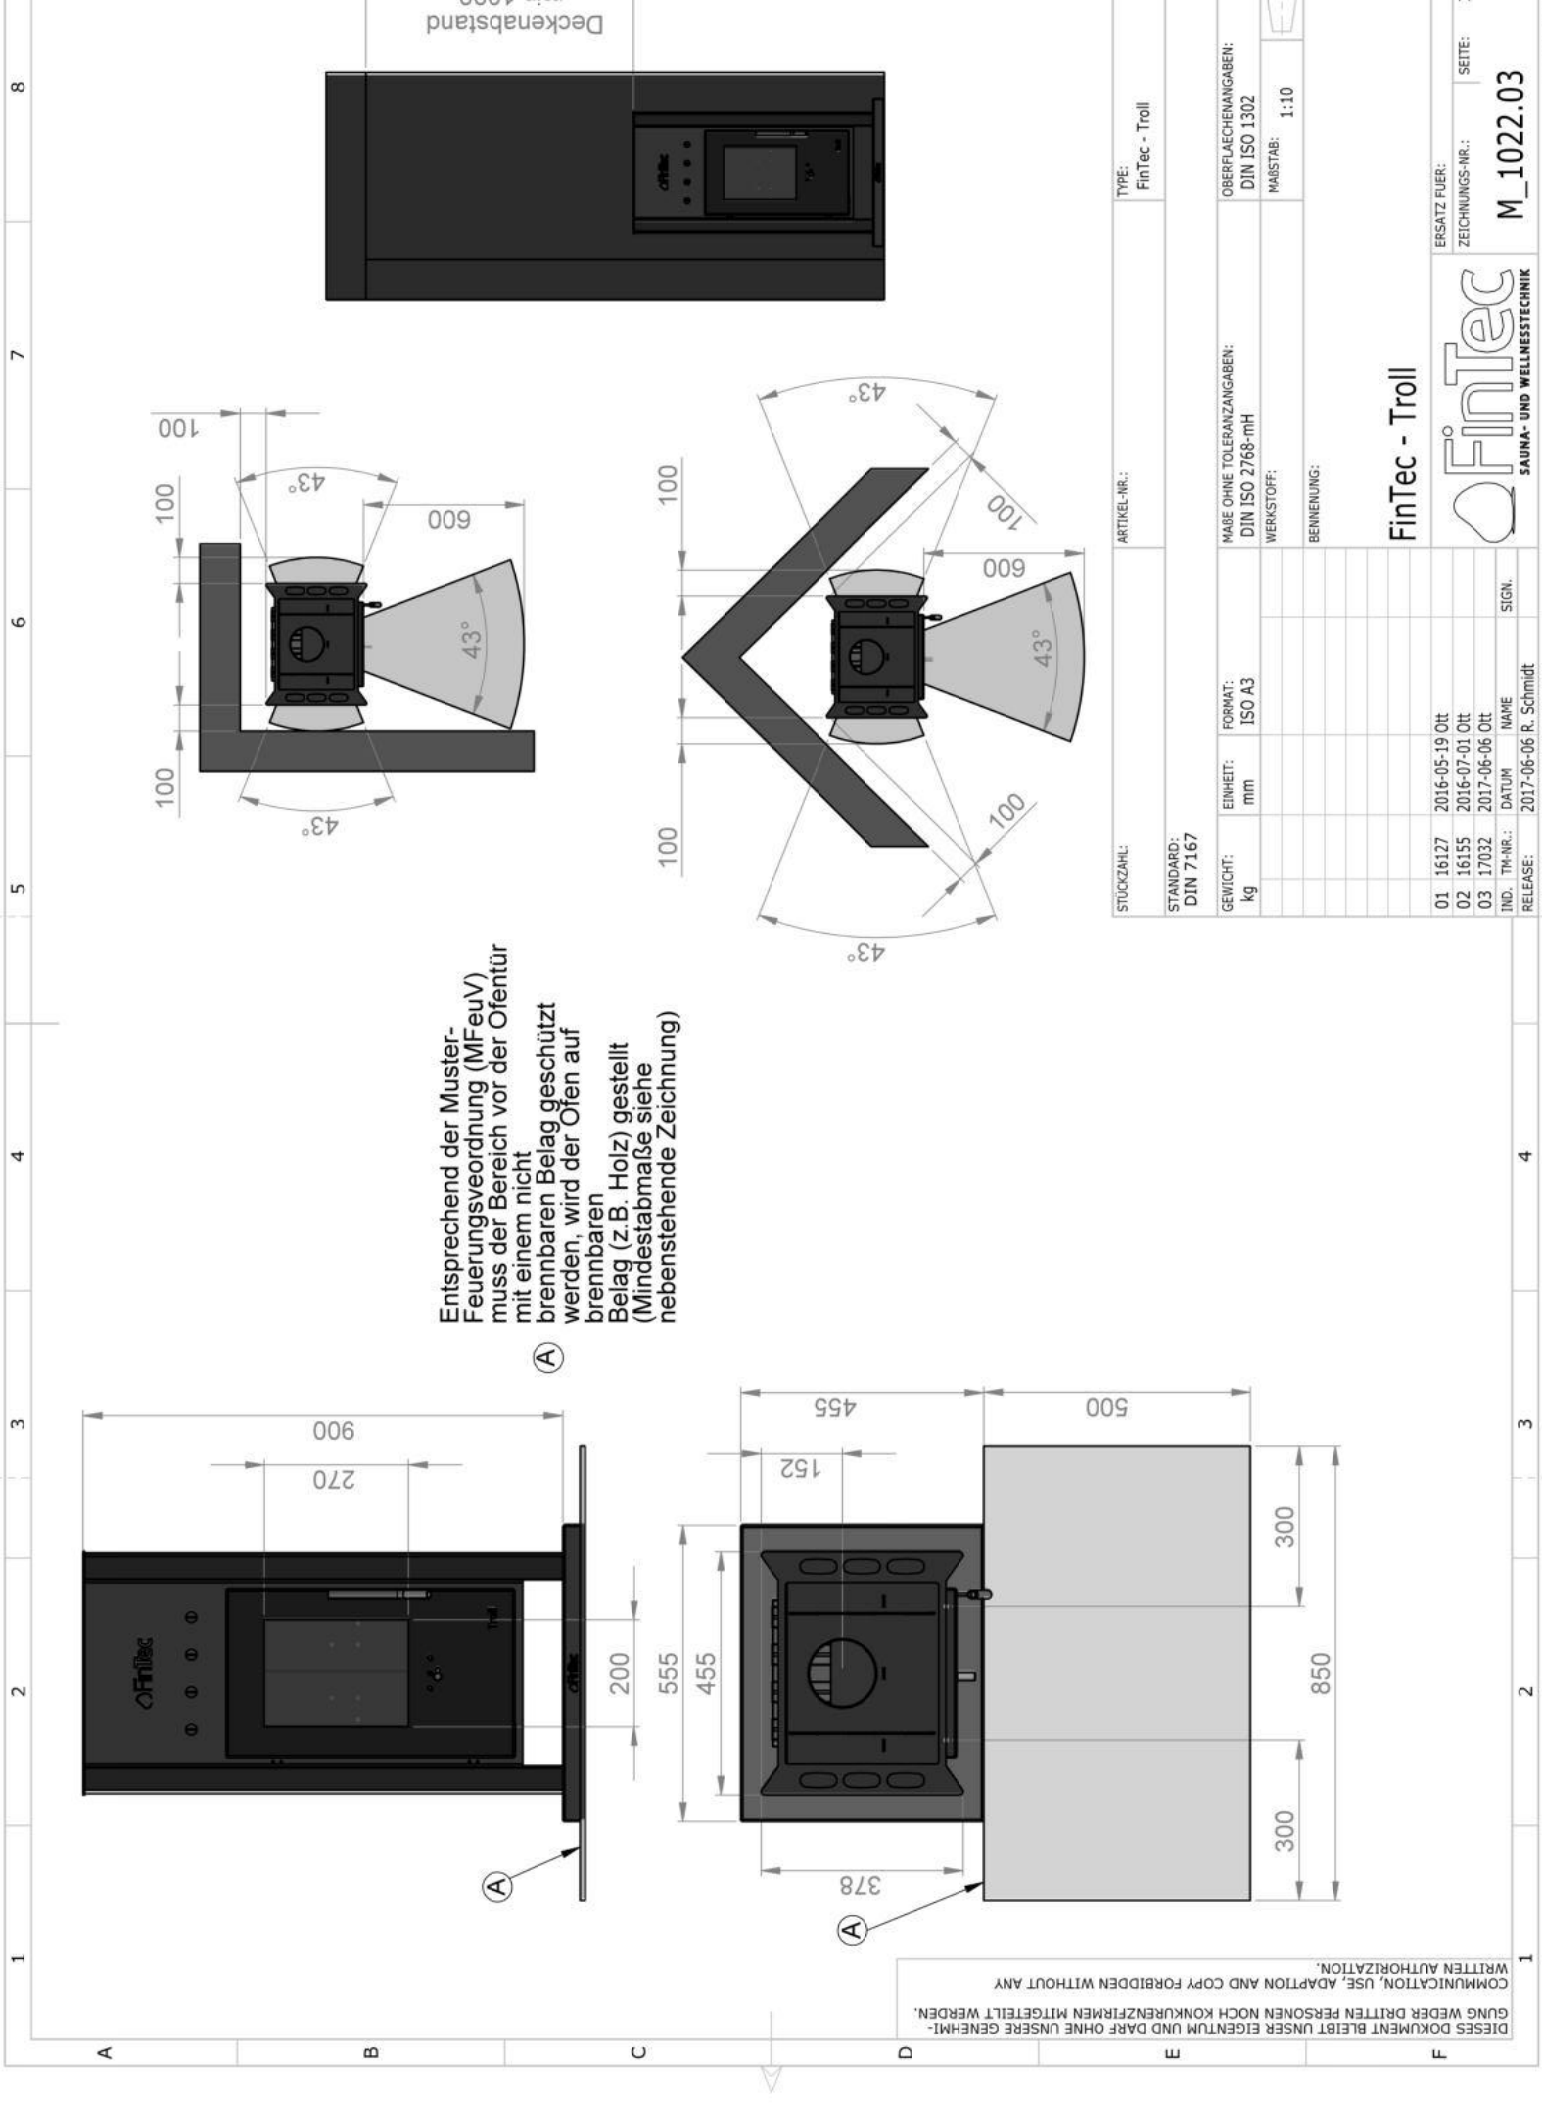 1
2
3
4
5
6
7
8
A
B
C
D
E
F
FinTec
Troll
FinTec
900
270
200
A
555
455
455
152
378
500
300
300
850
A
A
Entsprechend der Muster-
Feuerungsveordnung (MFeuV)
muss der Bereich vor der Ofentür
mit einem nicht
brennbaren Belag geschützt
werden, wird der Ofen auf
brennbaren
Belag (z.B. Holz) gestellt
(Mindestabmaße siehe
nebenstehende Zeichnung)
100
100
100
43°
43°
43°
600
100
100
100
100
43°
43°
43°
600
Deckenabstand
FinTec
STÜCKZAHL:
ARTIKEL-NR.:
TYPE:
FinTec - Troll
STANDARD:
DIN 7167
GEWICHT:
kg
EINHEIT:
mm
FORMAT:
ISO A3
MAßE OHNE TOLERANZANGABEN:
DIN ISO 2768-mH
OBERFLAECHENANGABEN:
DIN ISO 1302
WERKSTOFF:
MAßSTAB:
1:10
BENNENUNG:
FinTec - Troll
01 16127 2016-05-19 Ott
02 16155 2016-07-01 Ott
03 17032 2017-06-06 Ott
IND. TM-NR.: DATUM NAME SIGN.
RELEASE: 2017-06-06 R. Schmidt
FinTec
SAUNA- UND WELLNESSTECHNIK
ERSATZ FUER:
ZEICHNUNGS-NR.:
SEITE:
M_1022.03
DIESES DOKUMENT BLEIBT UNSER EIGENTUM UND DARF OHNE UNSERE GENEHMI-
GUNG WEDER DRITTEN PERSONEN NOCH KONKURENZFIRMEN MITGETEILT WERDEN.
COMMUNICATION, USE, ADAPTION AND COPY FORBIDDEN WITHOUT ANY
WRITTEN AUTHORIZATION.
1
2
3
4